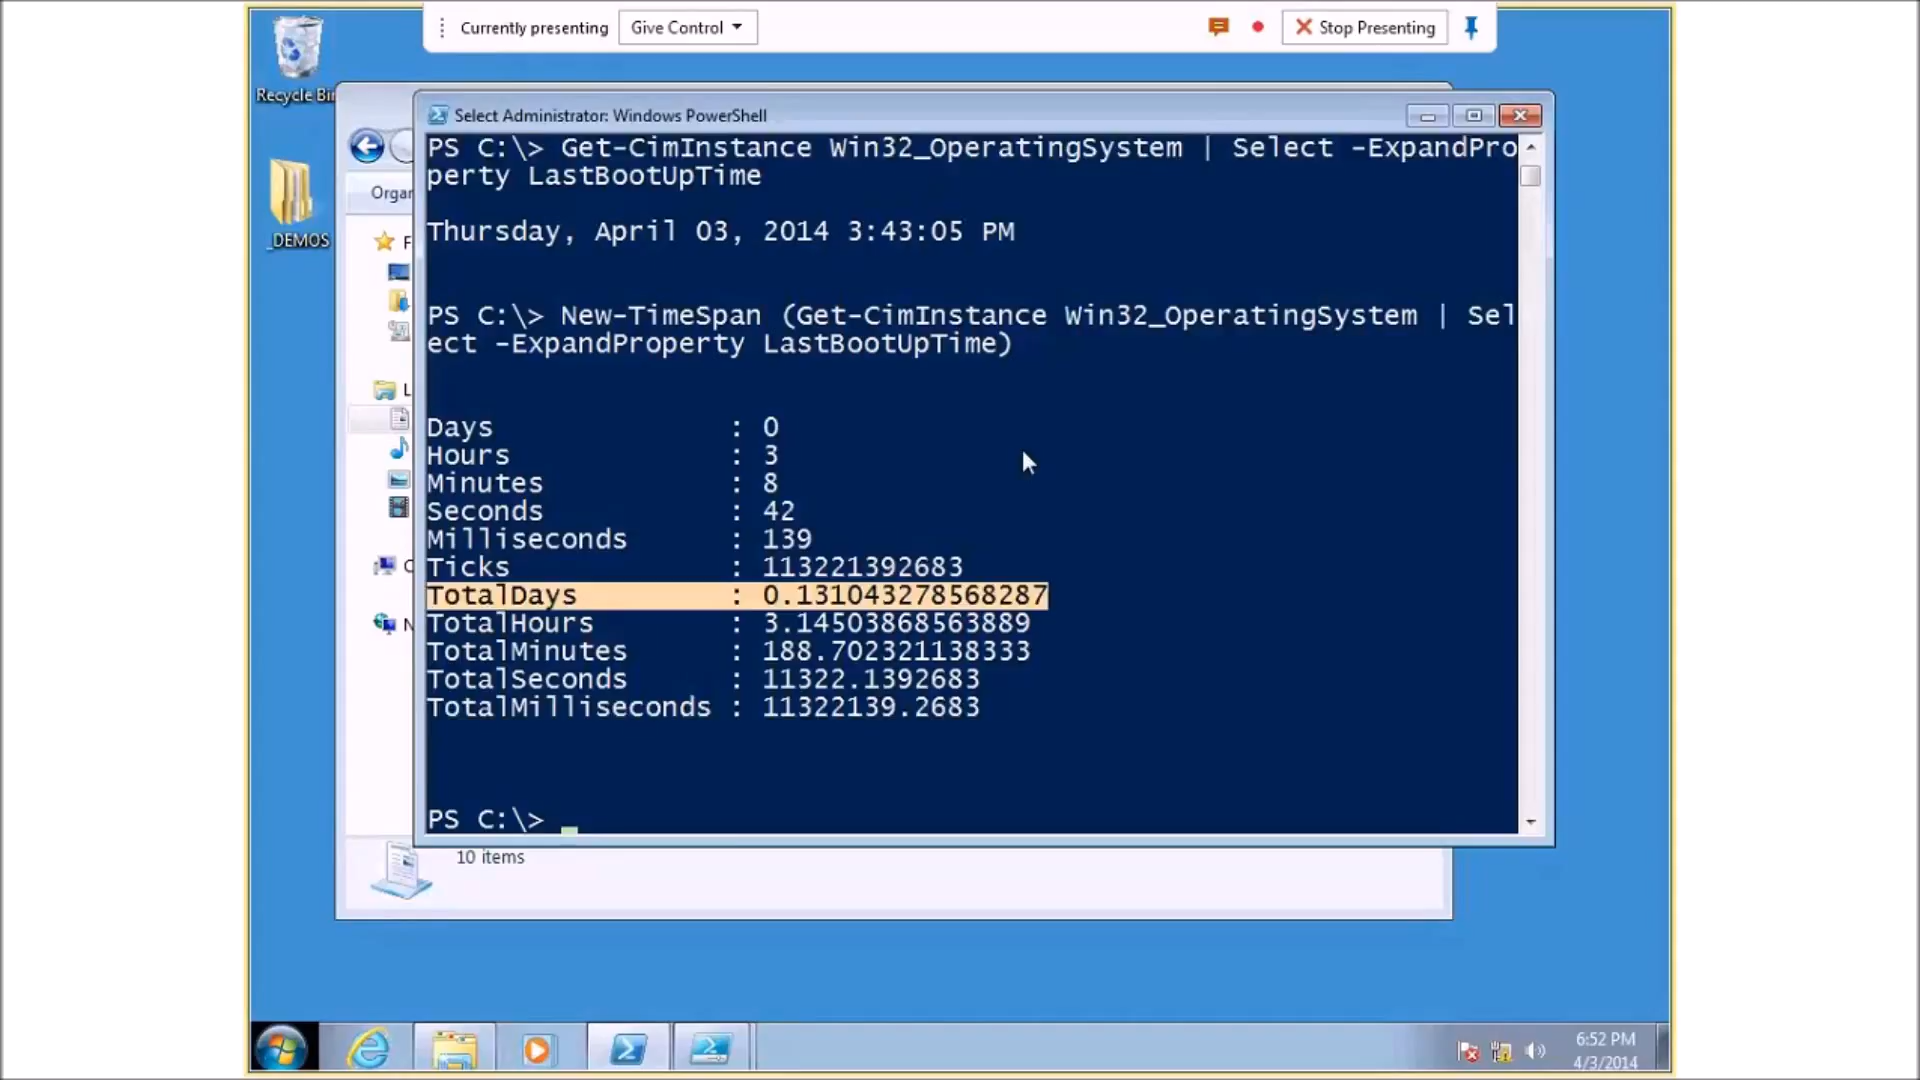 Currently presenting
Give Control
Stop Presenting
Recycle Bin
Select Administrator: Windows PowerShell
PS C:\> Get-CimInstance Win32_OperatingSystem | Select -ExpandPro
perty LastBootUpTime
Thursday, April 03, 2014 3:43:05 PM
PS C:\> New-TimeSpan (Get-CimInstance Win32_OperatingSystem | Sel
ect -ExpandProperty LastBootUpTime)
Days : 0
Hours : 3
Minutes : 8
Seconds : 42
Milliseconds : 139
Ticks : 113221392683
TotalDays : 0.131043278568287
TotalHours : 3.14503868563889
TotalMinutes : 188.702321138333
TotalSeconds : 11322.1392683
TotalMilliseconds : 11322139.2683
PS C:\>
Organ
F
_DEMOS
L
C
N
10 items
6:52 PM
4/3/2014